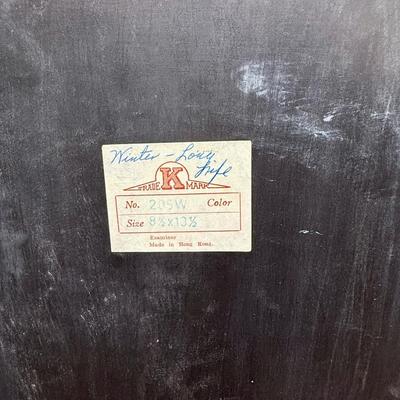 Winter - Long
Life
TRADE K MARK
No. 205W Color
Size 8½x13½
Examiner
Made in Hong Kong.